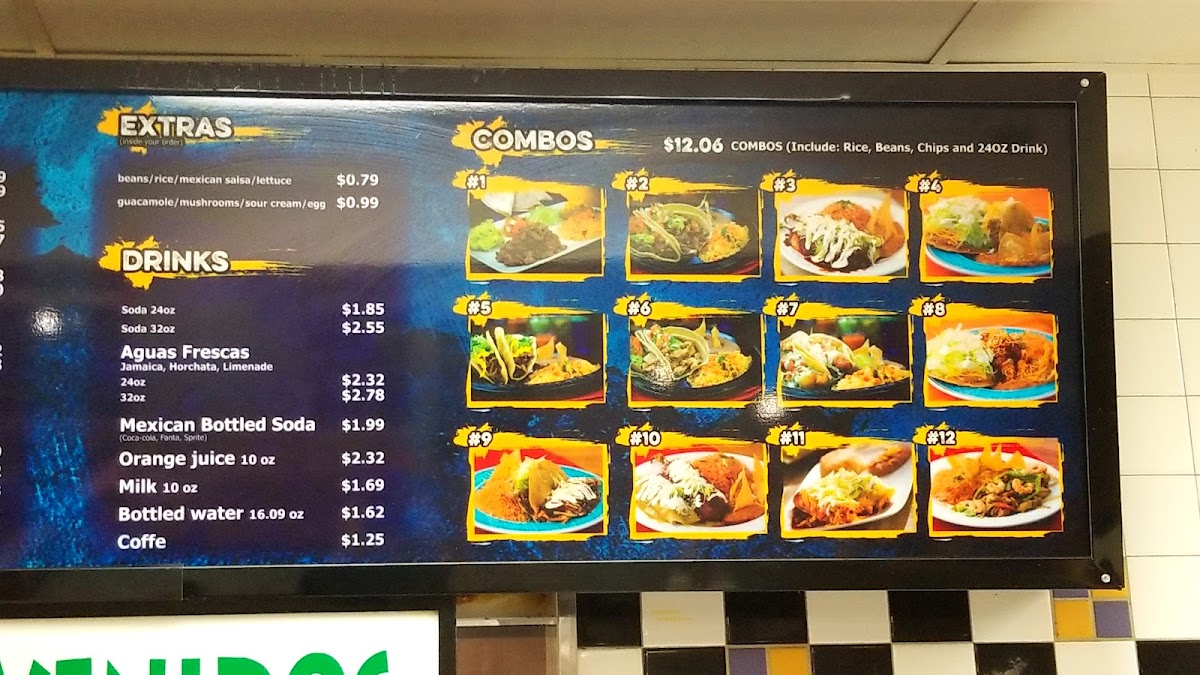 EXTRAS
(inside your order)
beans/rice/mexican salsa/lettuce $0.79
guacamole/mushrooms/sour cream/egg $0.99
DRINKS
Soda 24oz $1.85
Soda 32oz $2.55
Aguas Frescas
Jamaica, Horchata, Limenade
24oz $2.32
32oz $2.78
Mexican Bottled Soda $1.99
(Coca-cola, Fanta, Sprite)
Orange juice 10 oz $2.32
Milk 10 oz $1.69
Bottled water 16.09 oz $1.62
Coffe $1.25
COMBOS $12.06 COMBOS (Include: Rice, Beans, Chips and 24OZ Drink)
#1 #2 #3 #4
#5 #6 #7 #8
#9 #10 #11 #12